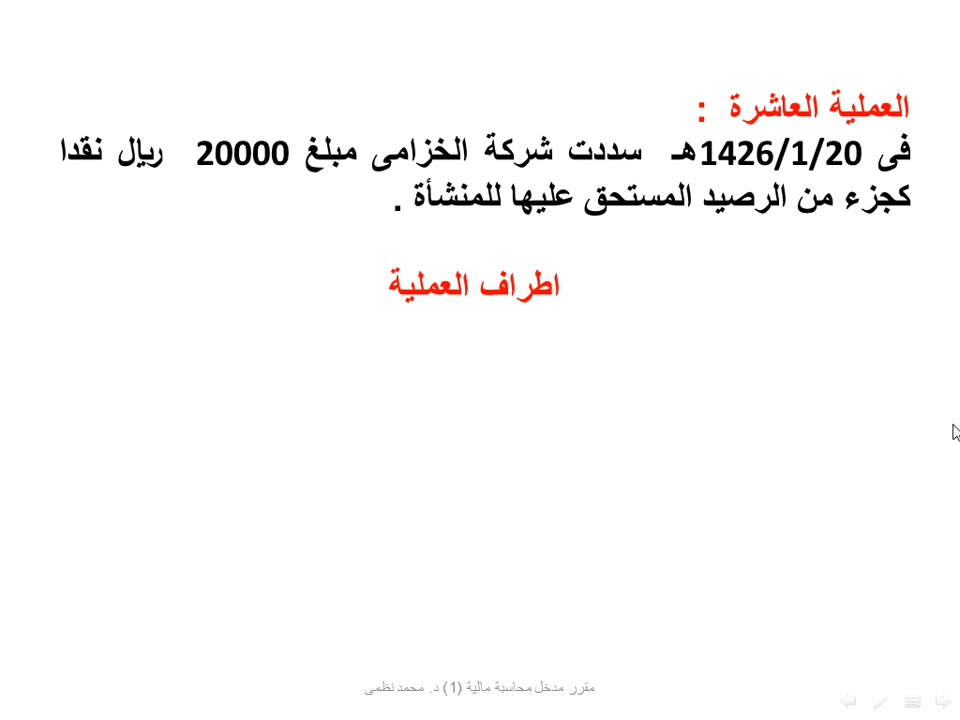 العملية العاشرة :
فى 1426/1/20هـ سددت شركة الخزامى مبلغ 20000 ريال نقدا
كجزء من الرصيد المستحق عليها للمنشأة .
اطراف العملية
مقرر مدخل محاسبة مالية (1) د. محمد نظمى